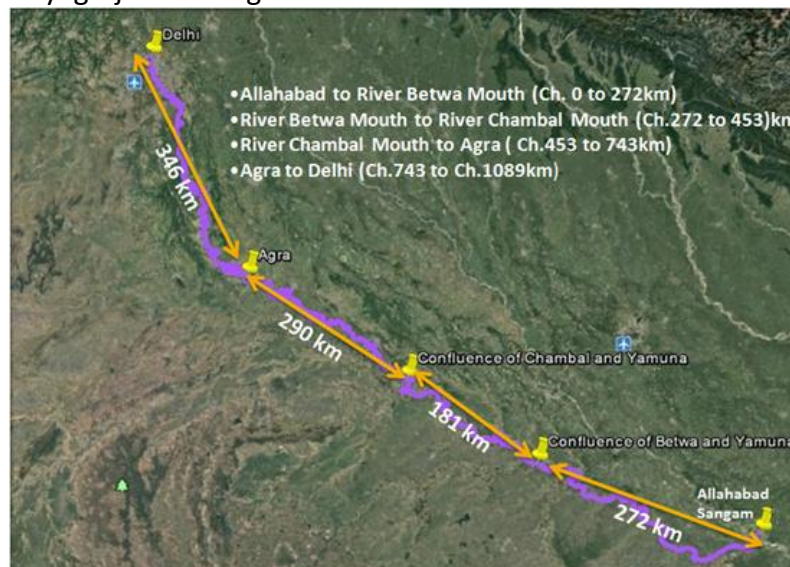 Delhi
•Allahabad to River Betwa Mouth (Ch. 0 to 272km)
•River Betwa Mouth to River Chambal Mouth (Ch.272 to 453)km
•River Chambal Mouth to Agra ( Ch.453 to 743km)
•Agra to Delhi (Ch.743 to Ch.1089km)
346 km
Agra
290 km
Confluence of Chambal and Yamuna
181 km
Confluence of Betwa and Yamuna
Allahabad
Sangam
272 km